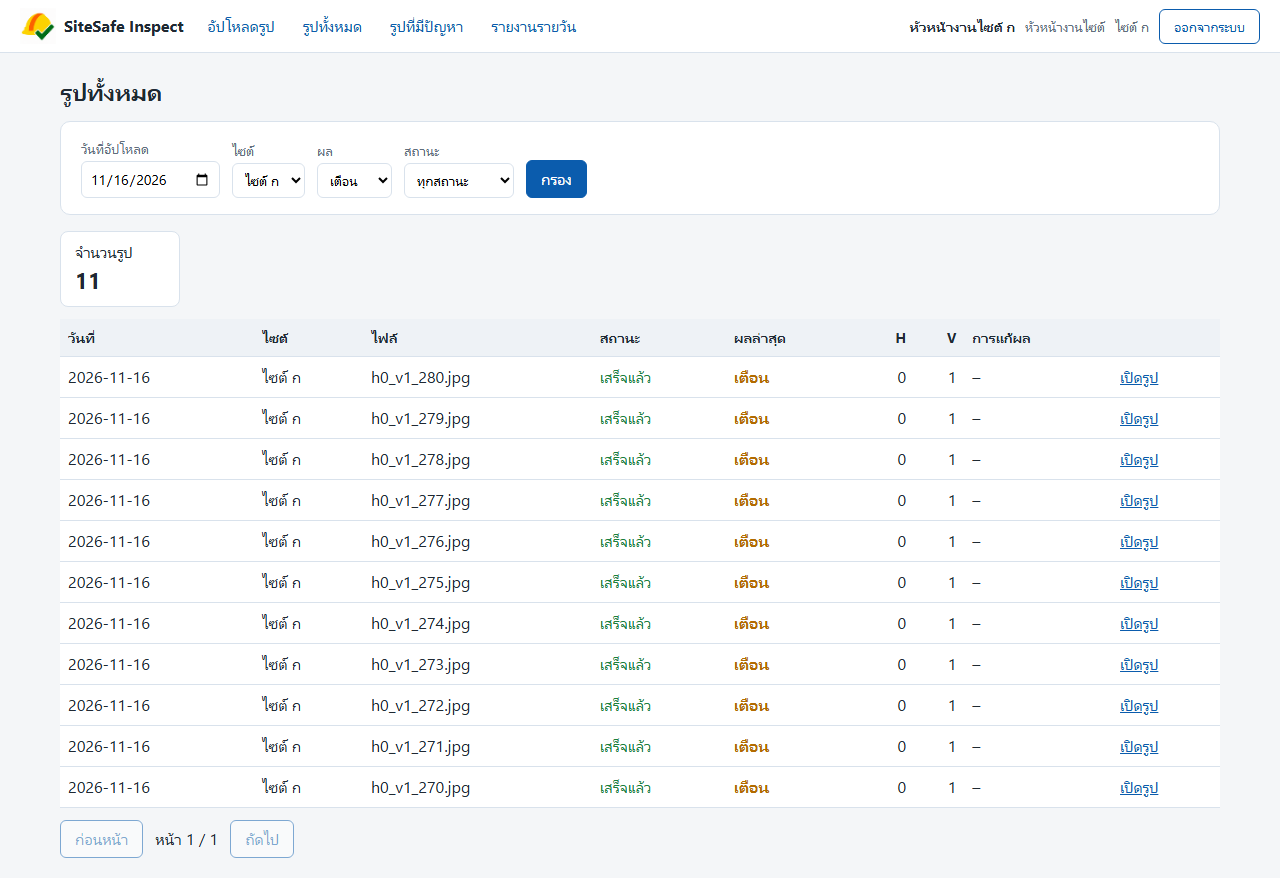 SiteSafe Inspect อัปโหลดรูป รูปทั้งหมด รูปที่มีปัญหา รายงานรายวัน หัวหน้างานไซต์ ก หัวหน้างานไซต์ ไซต์ ก ออกจากระบบ
รูปทั้งหมด
วันที่อัปโหลด ไซต์ ผล สถานะ
11/16/2026 ไซต์ ก เตือน ทุกสถานะ กรอง
จำนวนรูป
11
วันที่ ไซต์ ไฟล์ สถานะ ผลล่าสุด H V การแก้ผล
2026-11-16 ไซต์ ก h0_v1_280.jpg เสร็จแล้ว เตือน 0 1 – เปิดรูป
2026-11-16 ไซต์ ก h0_v1_279.jpg เสร็จแล้ว เตือน 0 1 – เปิดรูป
2026-11-16 ไซต์ ก h0_v1_278.jpg เสร็จแล้ว เตือน 0 1 – เปิดรูป
2026-11-16 ไซต์ ก h0_v1_277.jpg เสร็จแล้ว เตือน 0 1 – เปิดรูป
2026-11-16 ไซต์ ก h0_v1_276.jpg เสร็จแล้ว เตือน 0 1 – เปิดรูป
2026-11-16 ไซต์ ก h0_v1_275.jpg เสร็จแล้ว เตือน 0 1 – เปิดรูป
2026-11-16 ไซต์ ก h0_v1_274.jpg เสร็จแล้ว เตือน 0 1 – เปิดรูป
2026-11-16 ไซต์ ก h0_v1_273.jpg เสร็จแล้ว เตือน 0 1 – เปิดรูป
2026-11-16 ไซต์ ก h0_v1_272.jpg เสร็จแล้ว เตือน 0 1 – เปิดรูป
2026-11-16 ไซต์ ก h0_v1_271.jpg เสร็จแล้ว เตือน 0 1 – เปิดรูป
2026-11-16 ไซต์ ก h0_v1_270.jpg เสร็จแล้ว เตือน 0 1 – เปิดรูป
ก่อนหน้า หน้า 1 / 1 ถัดไป